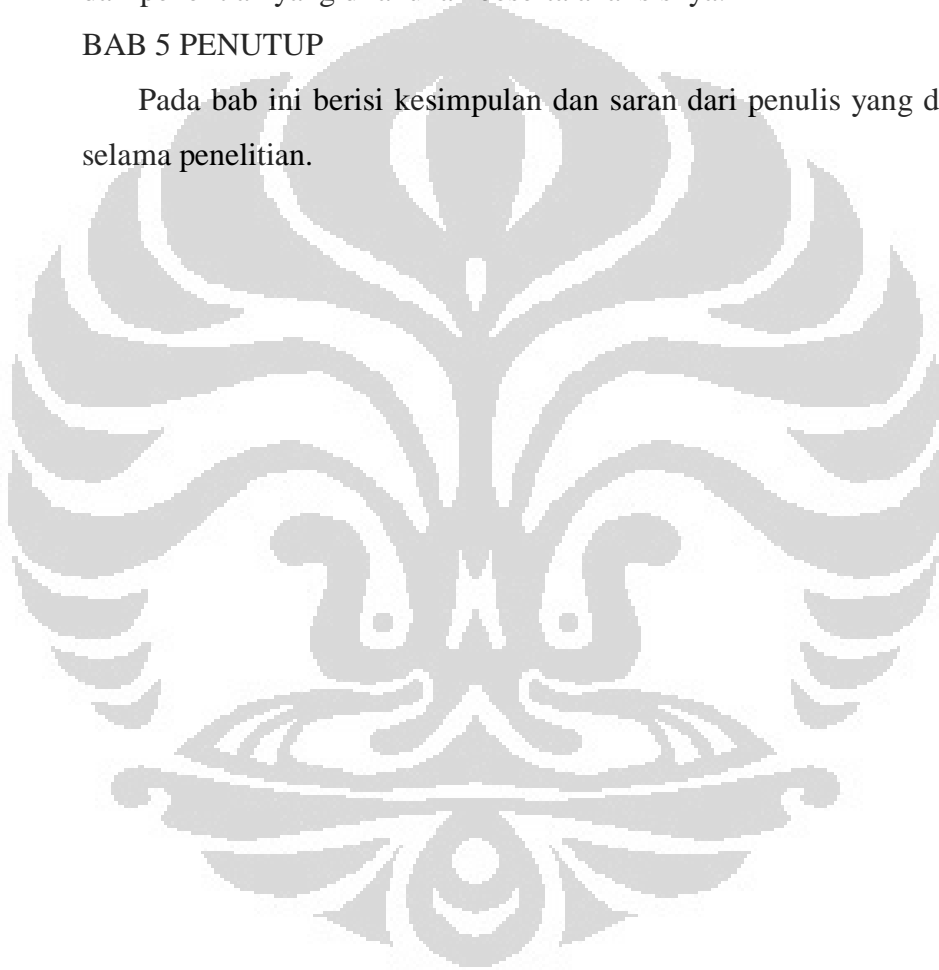 BAB 5 PENUTUP
Pada bab ini berisi kesimpulan dan saran dari penulis yang
selama penelitian.